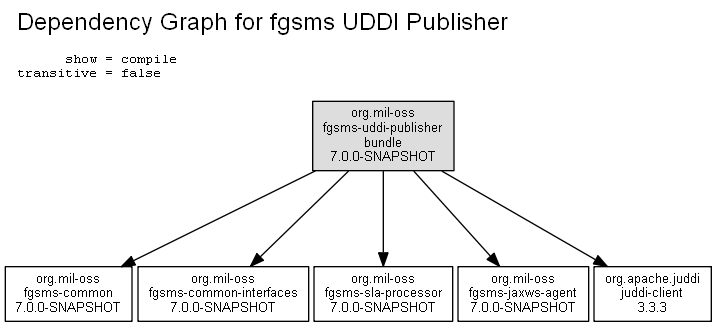 Dependency Graph for fgsms UDDI Publisher
show = compile
transitive = false
org.mil-oss
fgsms-uddi-publisher
bundle
7.0.0-SNAPSHOT
org.mil-oss
fgsms-common
7.0.0-SNAPSHOT
org.mil-oss
fgsms-common-interfaces
7.0.0-SNAPSHOT
org.mil-oss
fgsms-sla-processor
7.0.0-SNAPSHOT
org.mil-oss
fgsms-jaxws-agent
7.0.0-SNAPSHOT
org.apache.juddi
juddi-client
3.3.3